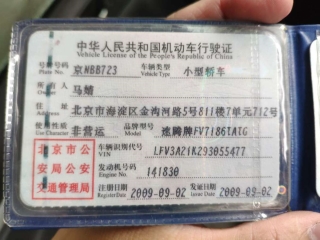 中华人民共和国机动车行驶证
Vehicle License of the People's Republic of China
号牌号码 京NBB723 车辆类型 小型轿车
Plate No. Vehicle Type
所有人 马婧
Owner
住址 北京市海淀区金沟河路5号811楼7单元712号
Address
使用性质 非营运 品牌型号 速腾牌FV7186TATG
Use Character Model
车辆识别代号 LFV3A21K293055477
VIN
发动机号码 141830
Engine No.
注册日期 2009-09-02 发证日期 2009-09-02
Register Date Issue Date
北京市公
安局公安
交通管理局